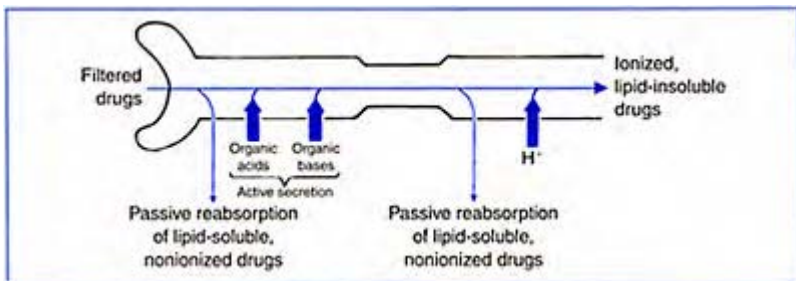 Filtered
drugs
Organic
acids
Organic
bases
Active secretion
Passive reabsorption
of lipid-soluble,
nonionized drugs
Passive reabsorption
of lipid-soluble,
nonionized drugs
H⁺
Ionized,
lipid-insoluble
drugs